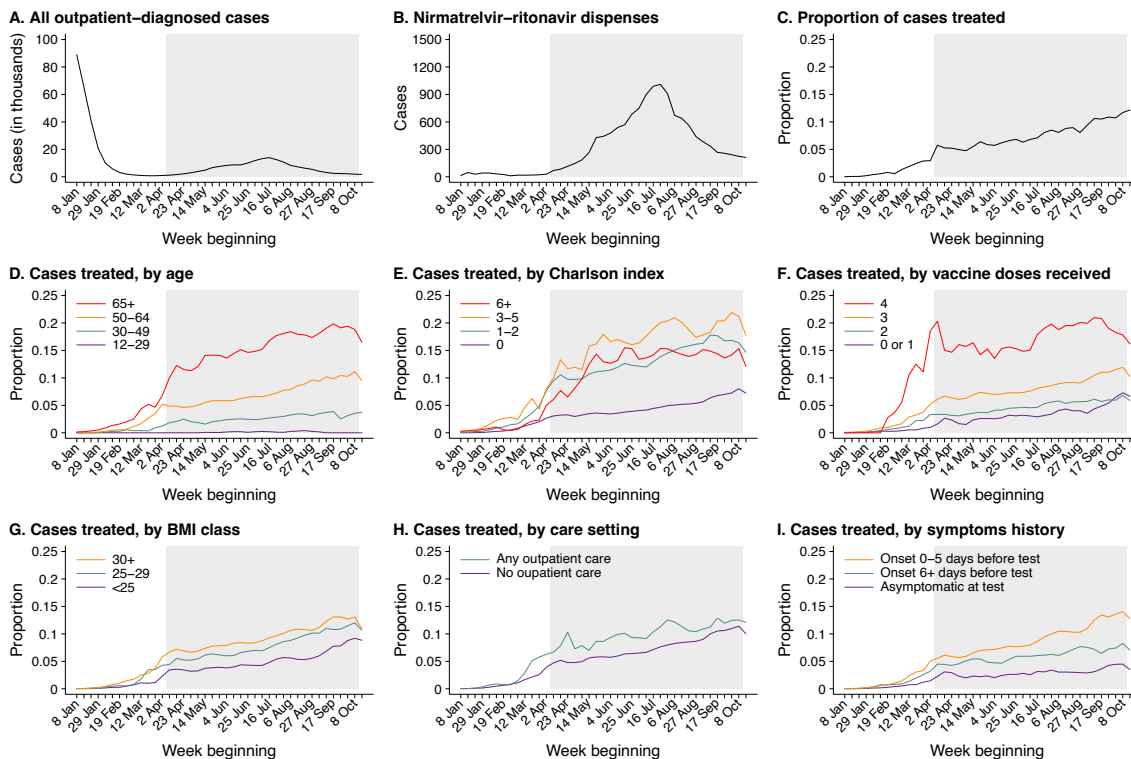 A. All outpatient−diagnosed cases
Cases (in thousands)
100
80
60
40
20
0
8 Jan
29 Jan
19 Feb
12 Mar
2 Apr
23 Apr
14 May
4 Jun
25 Jun
16 Jul
6 Aug
27 Aug
17 Sep
8 Oct
Week beginning
B. Nirmatrelvir−ritonavir dispenses
Cases
1500
1200
900
600
300
0
8 Jan
29 Jan
19 Feb
12 Mar
2 Apr
23 Apr
14 May
4 Jun
25 Jun
16 Jul
6 Aug
27 Aug
17 Sep
8 Oct
Week beginning
C. Proportion of cases treated
Proportion
0.25
0.2
0.15
0.1
0.05
0
8 Jan
29 Jan
19 Feb
12 Mar
2 Apr
23 Apr
14 May
4 Jun
25 Jun
16 Jul
6 Aug
27 Aug
17 Sep
8 Oct
Week beginning
D. Cases treated, by age
Proportion
0.25
0.2
0.15
0.1
0.05
0
65+
50−64
30−49
12−29
8 Jan
29 Jan
19 Feb
12 Mar
2 Apr
23 Apr
14 May
4 Jun
25 Jun
16 Jul
6 Aug
27 Aug
17 Sep
8 Oct
Week beginning
E. Cases treated, by Charlson index
Proportion
0.25
0.2
0.15
0.1
0.05
0
6+
3−5
1−2
0
8 Jan
29 Jan
19 Feb
12 Mar
2 Apr
23 Apr
14 May
4 Jun
25 Jun
16 Jul
6 Aug
27 Aug
17 Sep
8 Oct
Week beginning
F. Cases treated, by vaccine doses received
Proportion
0.25
0.2
0.15
0.1
0.05
0
4
3
2
0 or 1
8 Jan
29 Jan
19 Feb
12 Mar
2 Apr
23 Apr
14 May
4 Jun
25 Jun
16 Jul
6 Aug
27 Aug
17 Sep
8 Oct
Week beginning
G. Cases treated, by BMI class
Proportion
0.25
0.2
0.15
0.1
0.05
0
30+
25−29
<25
8 Jan
29 Jan
19 Feb
12 Mar
2 Apr
23 Apr
14 May
4 Jun
25 Jun
16 Jul
6 Aug
27 Aug
17 Sep
8 Oct
Week beginning
H. Cases treated, by care setting
Proportion
0.25
0.2
0.15
0.1
0.05
0
Any outpatient care
No oupatient care
8 Jan
29 Jan
19 Feb
12 Mar
2 Apr
23 Apr
14 May
4 Jun
25 Jun
16 Jul
6 Aug
27 Aug
17 Sep
8 Oct
Week beginning
I. Cases treated, by symptoms history
Proportion
0.25
0.2
0.15
0.1
0.05
0
Onset 0−5 days before test
Onset 6+ days before test
Asymptomatic at test
8 Jan
29 Jan
19 Feb
12 Mar
2 Apr
23 Apr
14 May
4 Jun
25 Jun
16 Jul
6 Aug
27 Aug
17 Sep
8 Oct
Week beginning